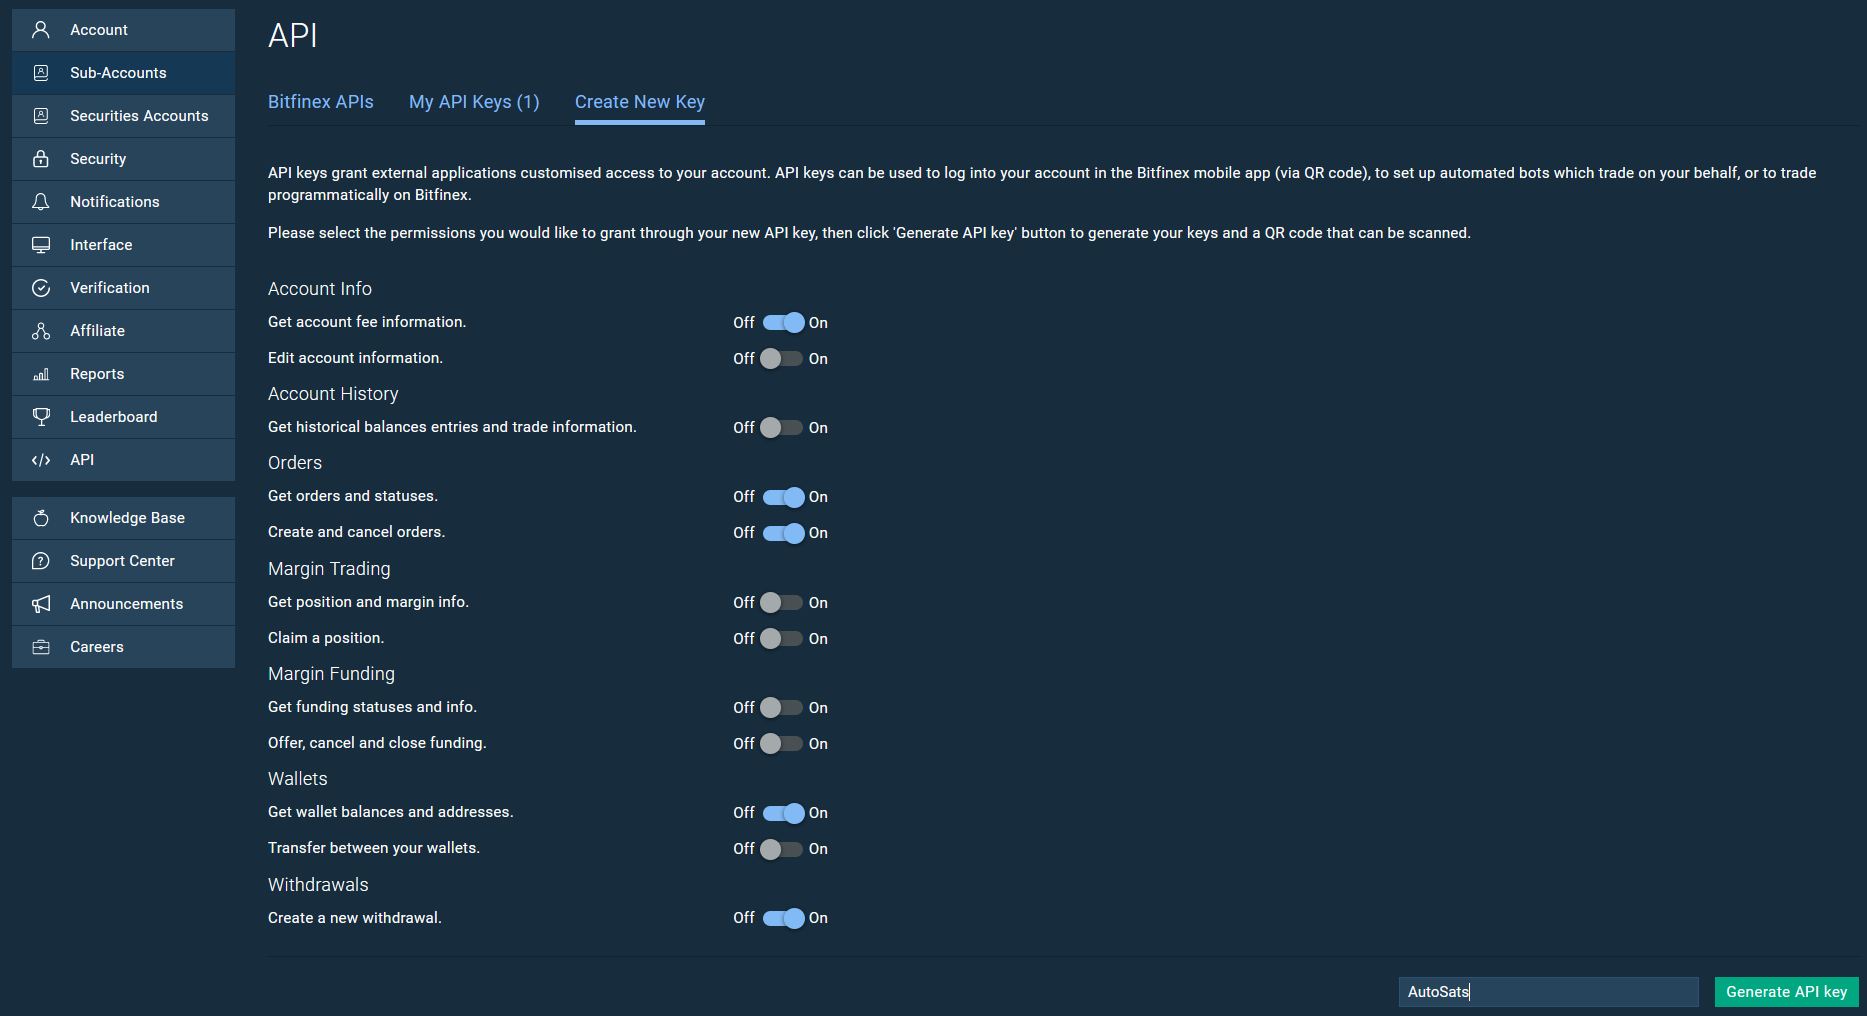 Account
Sub-Accounts
Securities Accounts
Security
Notifications
Interface
Verification
Affiliate
Reports
Leaderboard
API
Knowledge Base
Support Center
Announcements
Careers
API
Bitfinex APIs My API Keys (1) Create New Key
API keys grant external applications customised access to your account. API keys can be used to log into your account in the Bitfinex mobile app (via QR code), to set up automated bots which trade on your behalf, or to trade
programmatically on Bitfinex.
Please select the permissions you would like to grant through your new API key, then click 'Generate API key' button to generate your keys and a QR code that can be scanned.
Account Info
Get account fee information. Off On
Edit account information. Off On
Account History
Get historical balances entries and trade information. Off On
Orders
Get orders and statuses. Off On
Create and cancel orders. Off On
Margin Trading
Get position and margin info. Off On
Claim a position. Off On
Margin Funding
Get funding statuses and info. Off On
Offer, cancel and close funding. Off On
Wallets
Get wallet balances and addresses. Off On
Transfer between your wallets. Off On
Withdrawals
Create a new withdrawal. Off On
AutoSats Generate API key